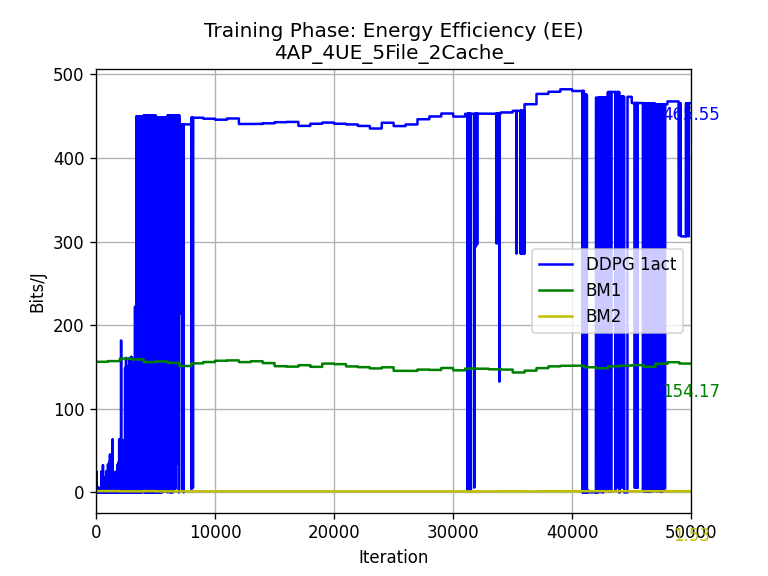 Training Phase: Energy Efficiency (EE)
4AP_4UE_5File_2Cache_
500
400
300
200
100
0
Bits/J
DDPG 1act
BM1
BM2
154.17
0
10000
20000
30000
40000
50000
Iteration